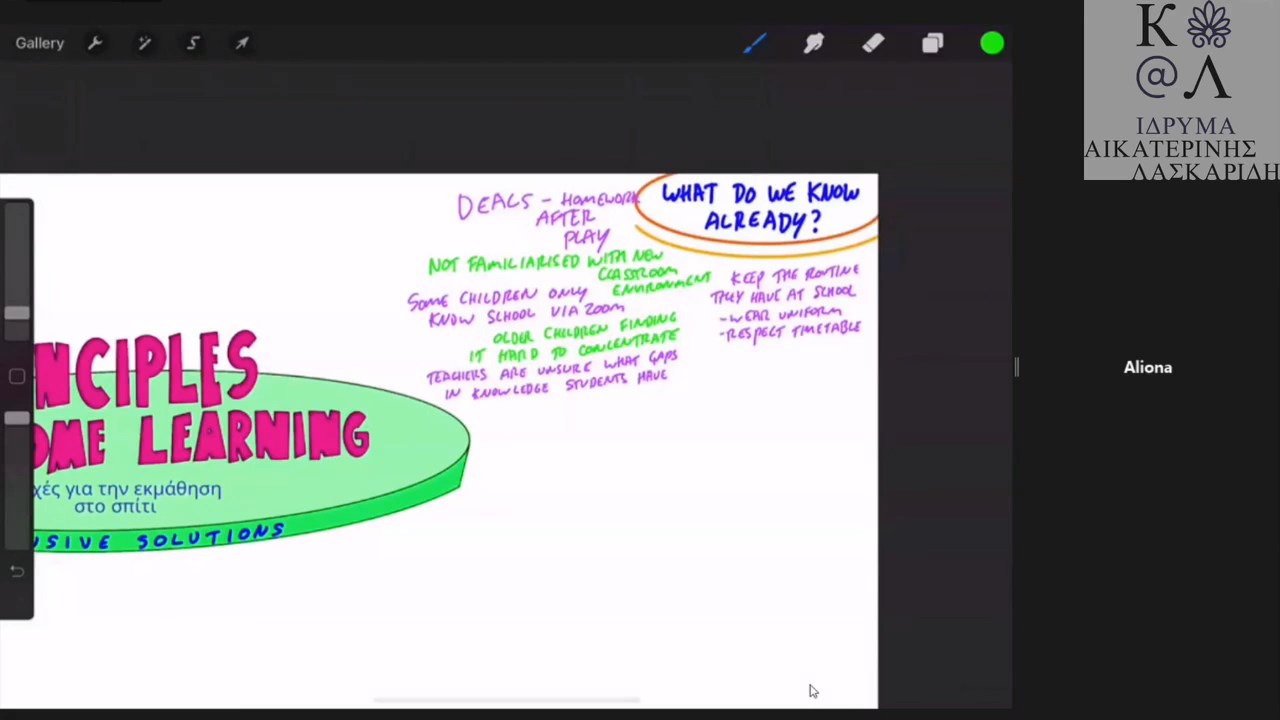 Gallery
Κ
@ Λ
ΙΔΡΥΜΑ
ΑΙΚΑΤΕΡΙΝΗΣ
ΛΑΣΚΑΡΙΔΗ
WHAT DO WE KNOW
ALREADY?
DEALS - HOMEWORK
AFTER
PLAY
NOT FAMILIARISED WITH NEW
CLASSROOM
ENVIRONMENT
SOME CHILDREN ONLY
KNOW SCHOOL VIA ZOOM
OLDER CHILDREN FINDING
IT HARD TO CONCENTRATE
TEACHERS ARE UNSURE WHAT GAPS
IN KNOWLEDGE STUDENTS HAVE
KEEP THE ROUTINE
THEY HAVE AT SCHOOL
-WEAR UNIFORM
-RESPECT TIMETABLE
NCIPLES
OME LEARNING
χές για την εκμάθηση
στο σπίτι
USIVE SOLUTIONS
Aliona